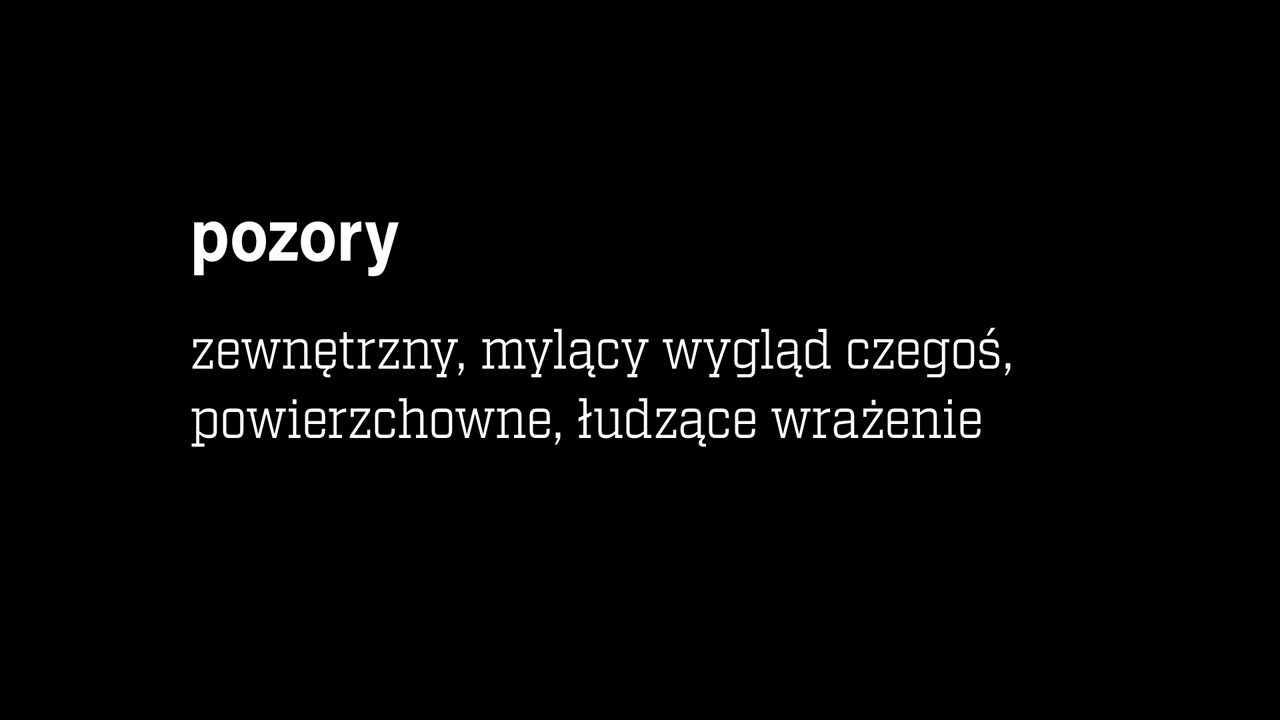 pozory
zewnętrzny, mylący wygląd czegoś,
powierzchowne, łudzące wrażenie